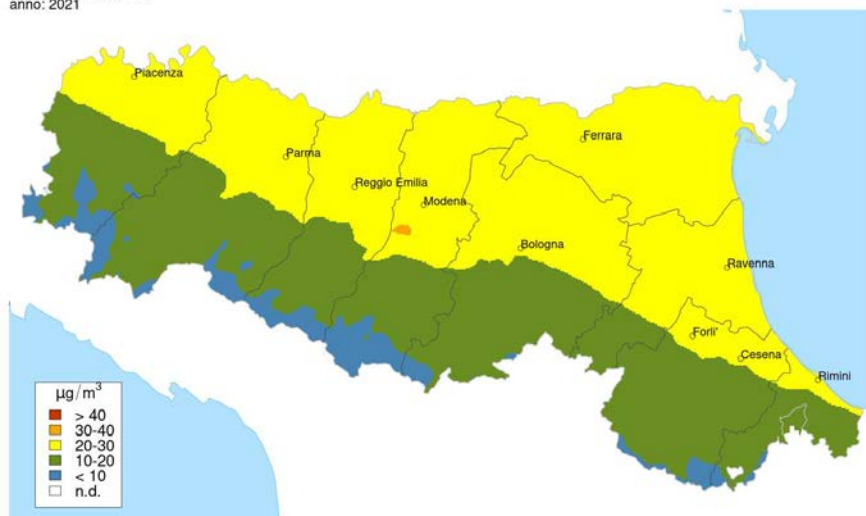 anno: 2021
Piacenza
Parma
Reggio Emilia
Modena
Ferrara
Bologna
Ravenna
Forli'
Cesena
Rimini
µg/m³
> 40
30-40
20-30
10-20
< 10
n.d.